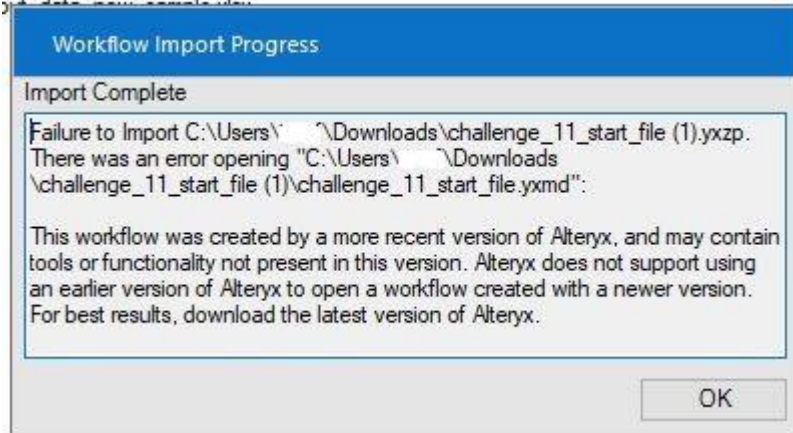 Workflow Import Progress
Import Complete
Failure to Import C:\Users\ \Downloads\challenge_11_start_file (1).yxzp.
There was an error opening "C:\Users\ \Downloads
\challenge_11_start_file (1)\challenge_11_start_file.yxmd":
This workflow was created by a more recent version of Alteryx, and may contain
tools or functionality not present in this version. Alteryx does not support using
an earlier version of Alteryx to open a workflow created with a newer version.
For best results, download the latest version of Alteryx.
OK